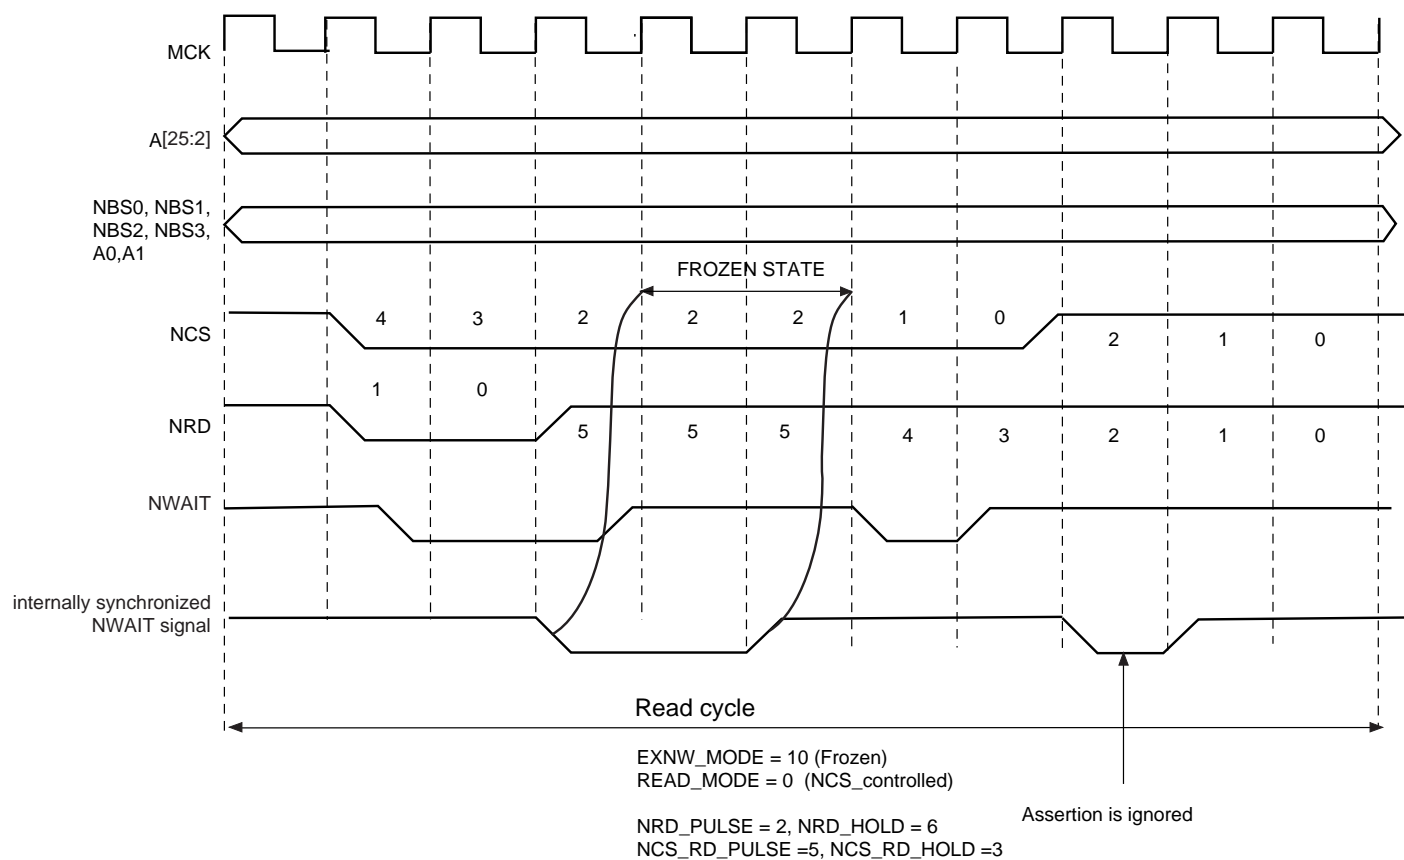 MCK
A[25:2]
NBS0, NBS1,
NBS2, NBS3,
A0,A1
FROZEN STATE
NCS
4 3 2 2 2 1 0
2 1 0
1 0
NRD
5 5 5 4 3 2 1 0
NWAIT
internally synchronized
NWAIT signal
Read cycle
EXNW_MODE = 10 (Frozen)
READ_MODE = 0 (NCS_controlled)
Assertion is ignored
NRD_PULSE = 2, NRD_HOLD = 6
NCS_RD_PULSE =5, NCS_RD_HOLD =3